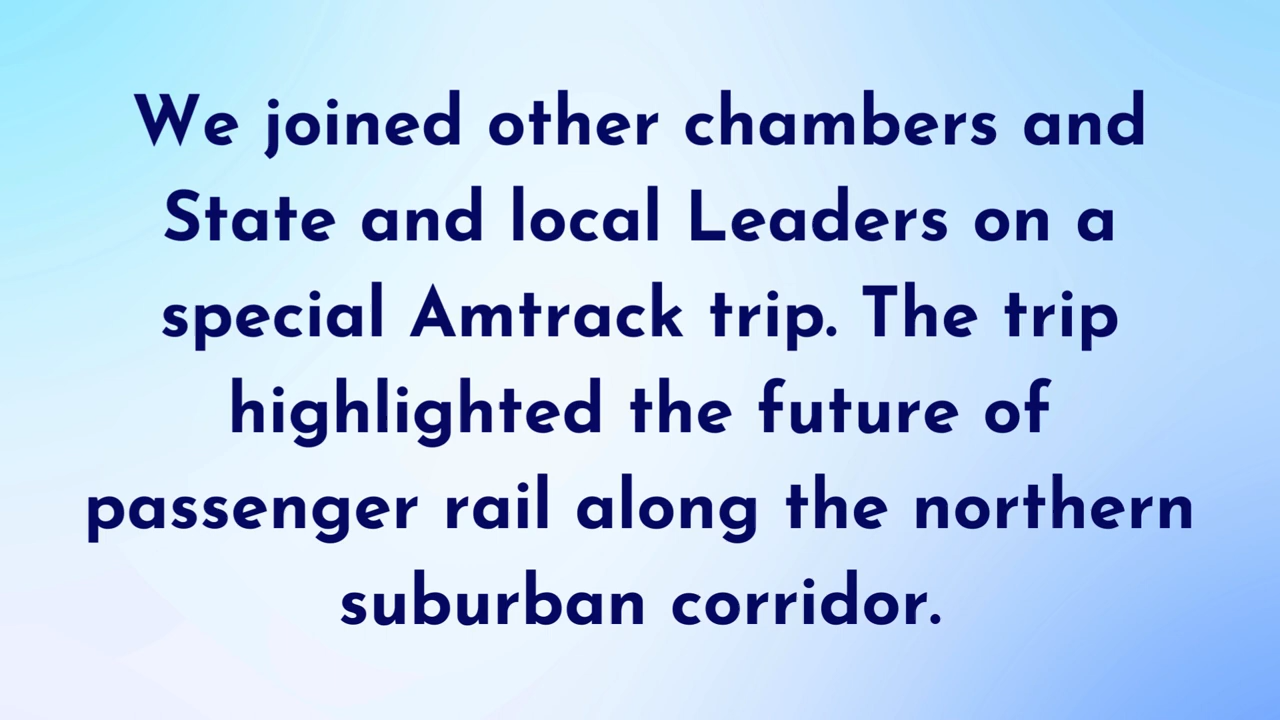 We joined other chambers and
State and local Leaders on a
special Amtrack trip. The trip
highlighted the future of
passenger rail along the northern
suburban corridor.